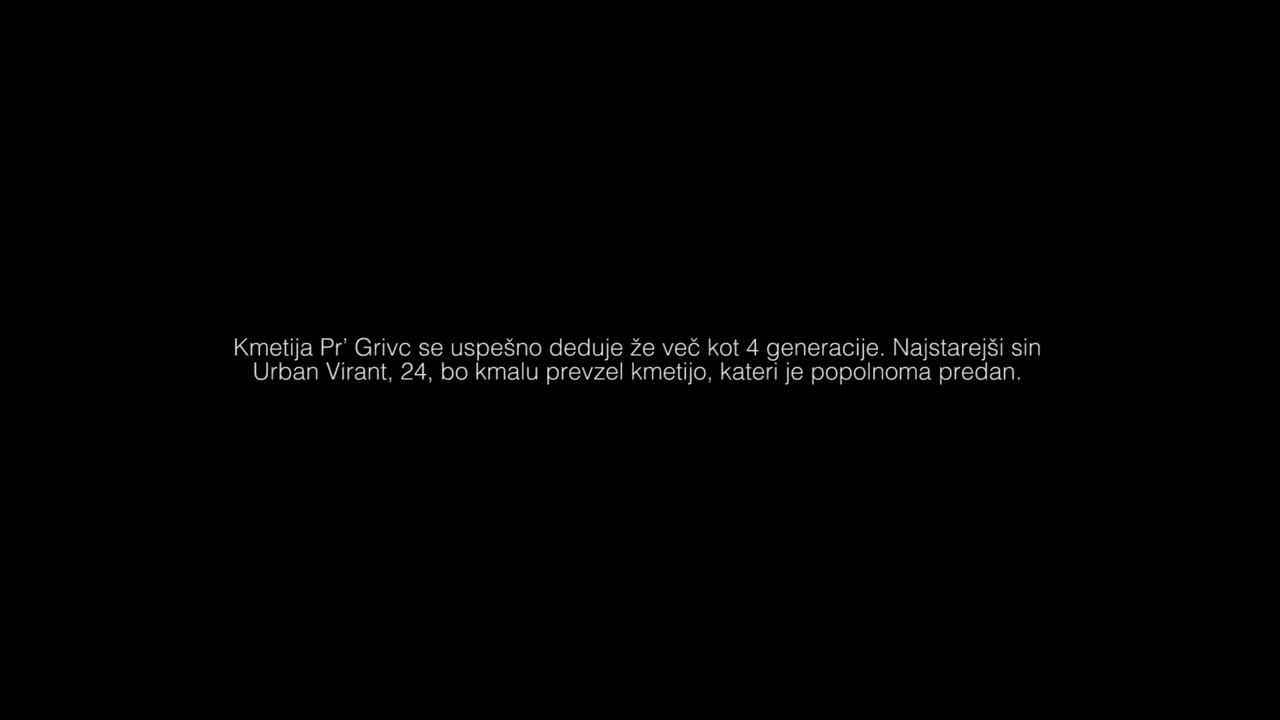 Kmetija Pr’ Grivc se uspešno deduje že več kot 4 generacije. Najstarejši sin
Urban Virant, 24, bo kmalu prevzel kmetijo, kateri je popolnoma predan.